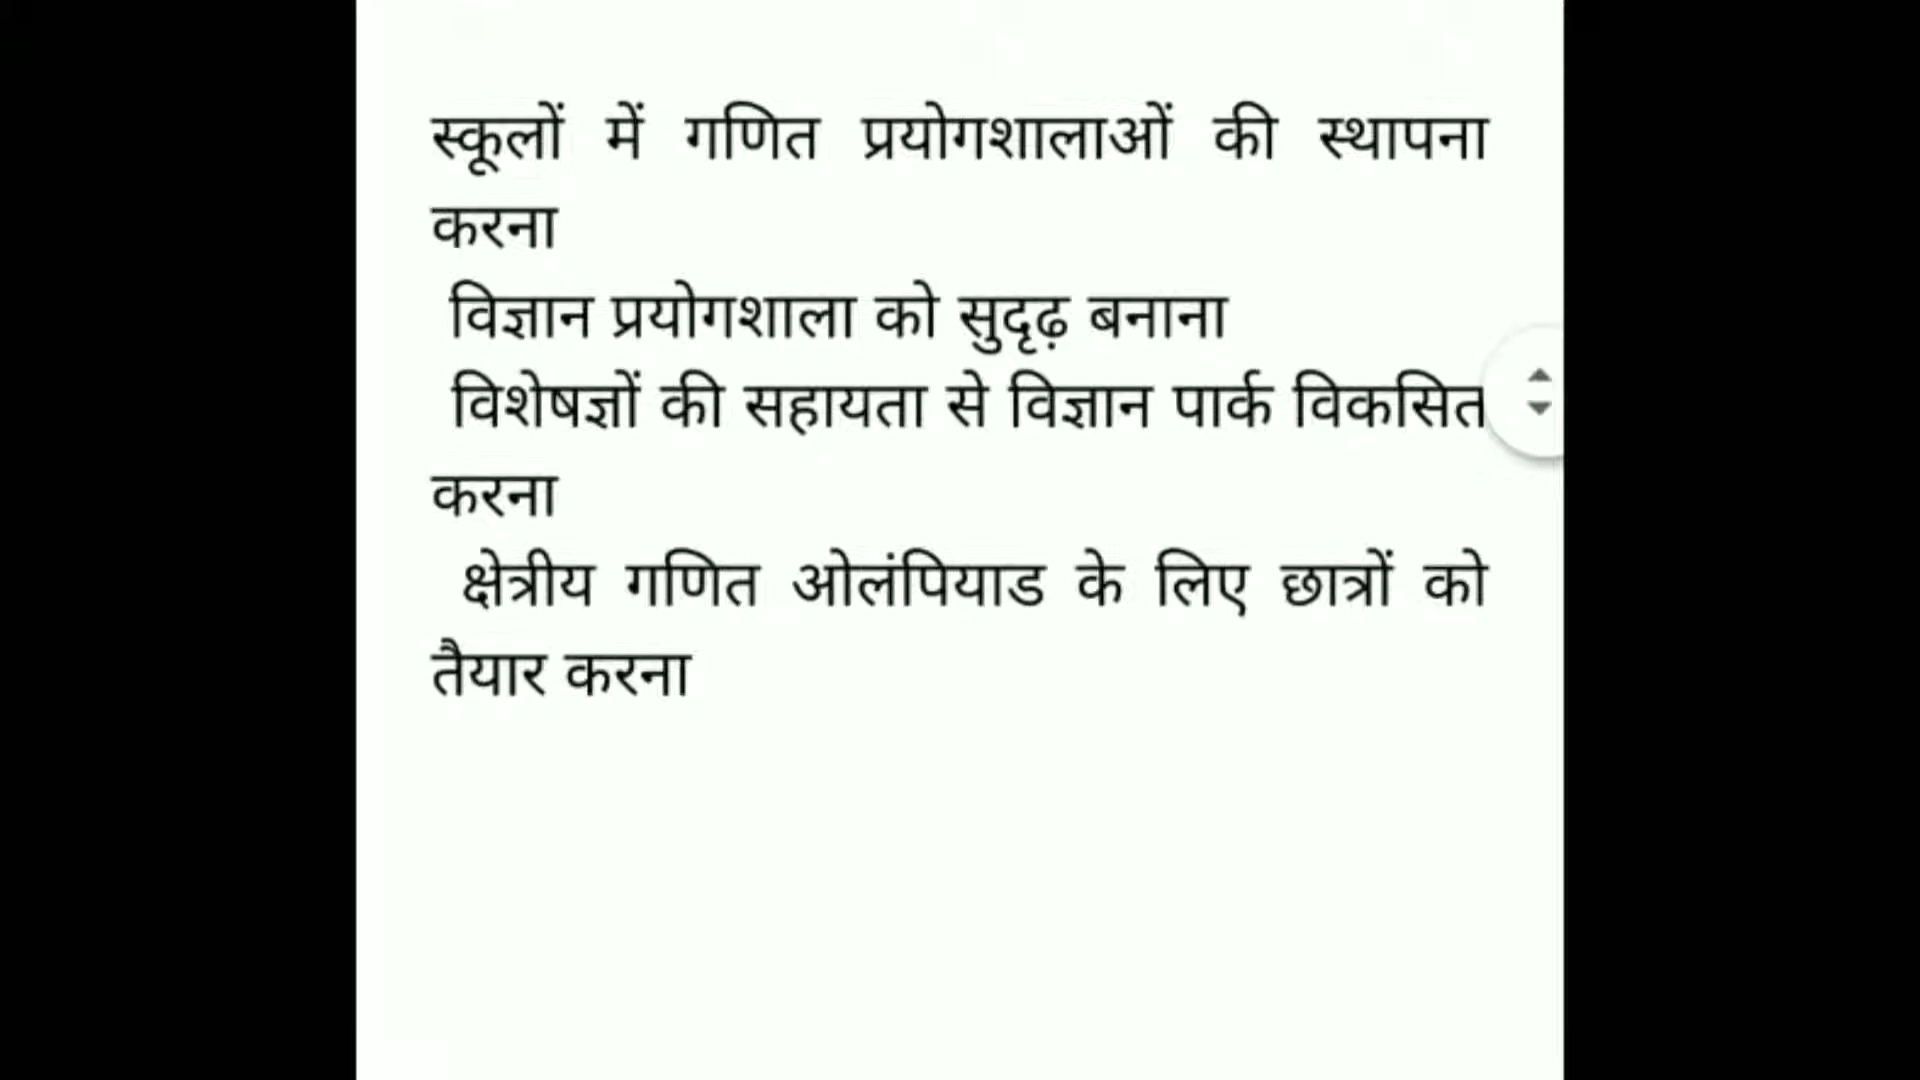 स्कूलों में गणित प्रयोगशालाओं की स्थापना
करना
विज्ञान प्रयोगशाला को सुदृढ़ बनाना
विशेषज्ञों की सहायता से विज्ञान पार्क विकसित
करना
क्षेत्रीय गणित ओलंपियाड के लिए छात्रों को
तैयार करना